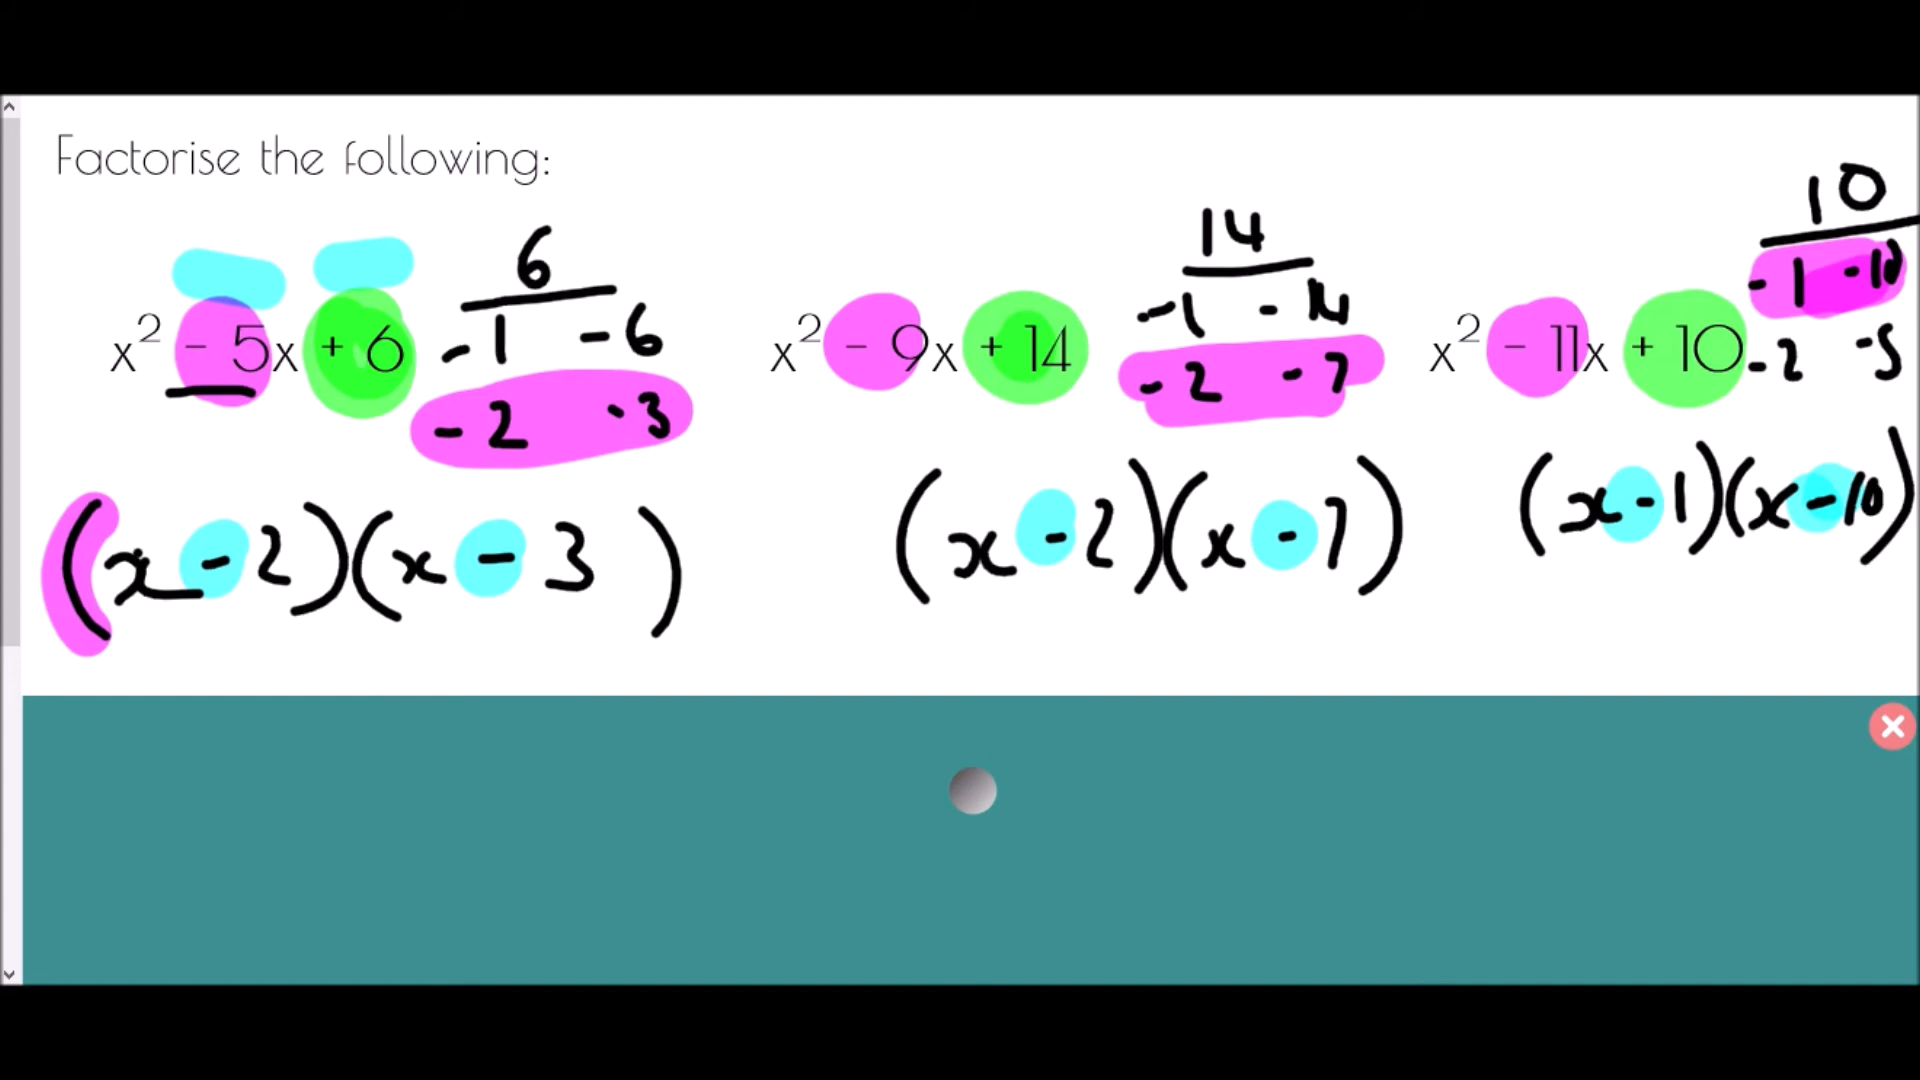 Factorise the following:
x² - 5x + 6
6
-1 -6
-2 -3
(x-2)(x-3)
x² - 9x + 14
14
-1 -14
-2 -7
(x-2)(x-7)
x² - 11x + 10
10
-1 -10
-2 -5
(x-1)(x-10)